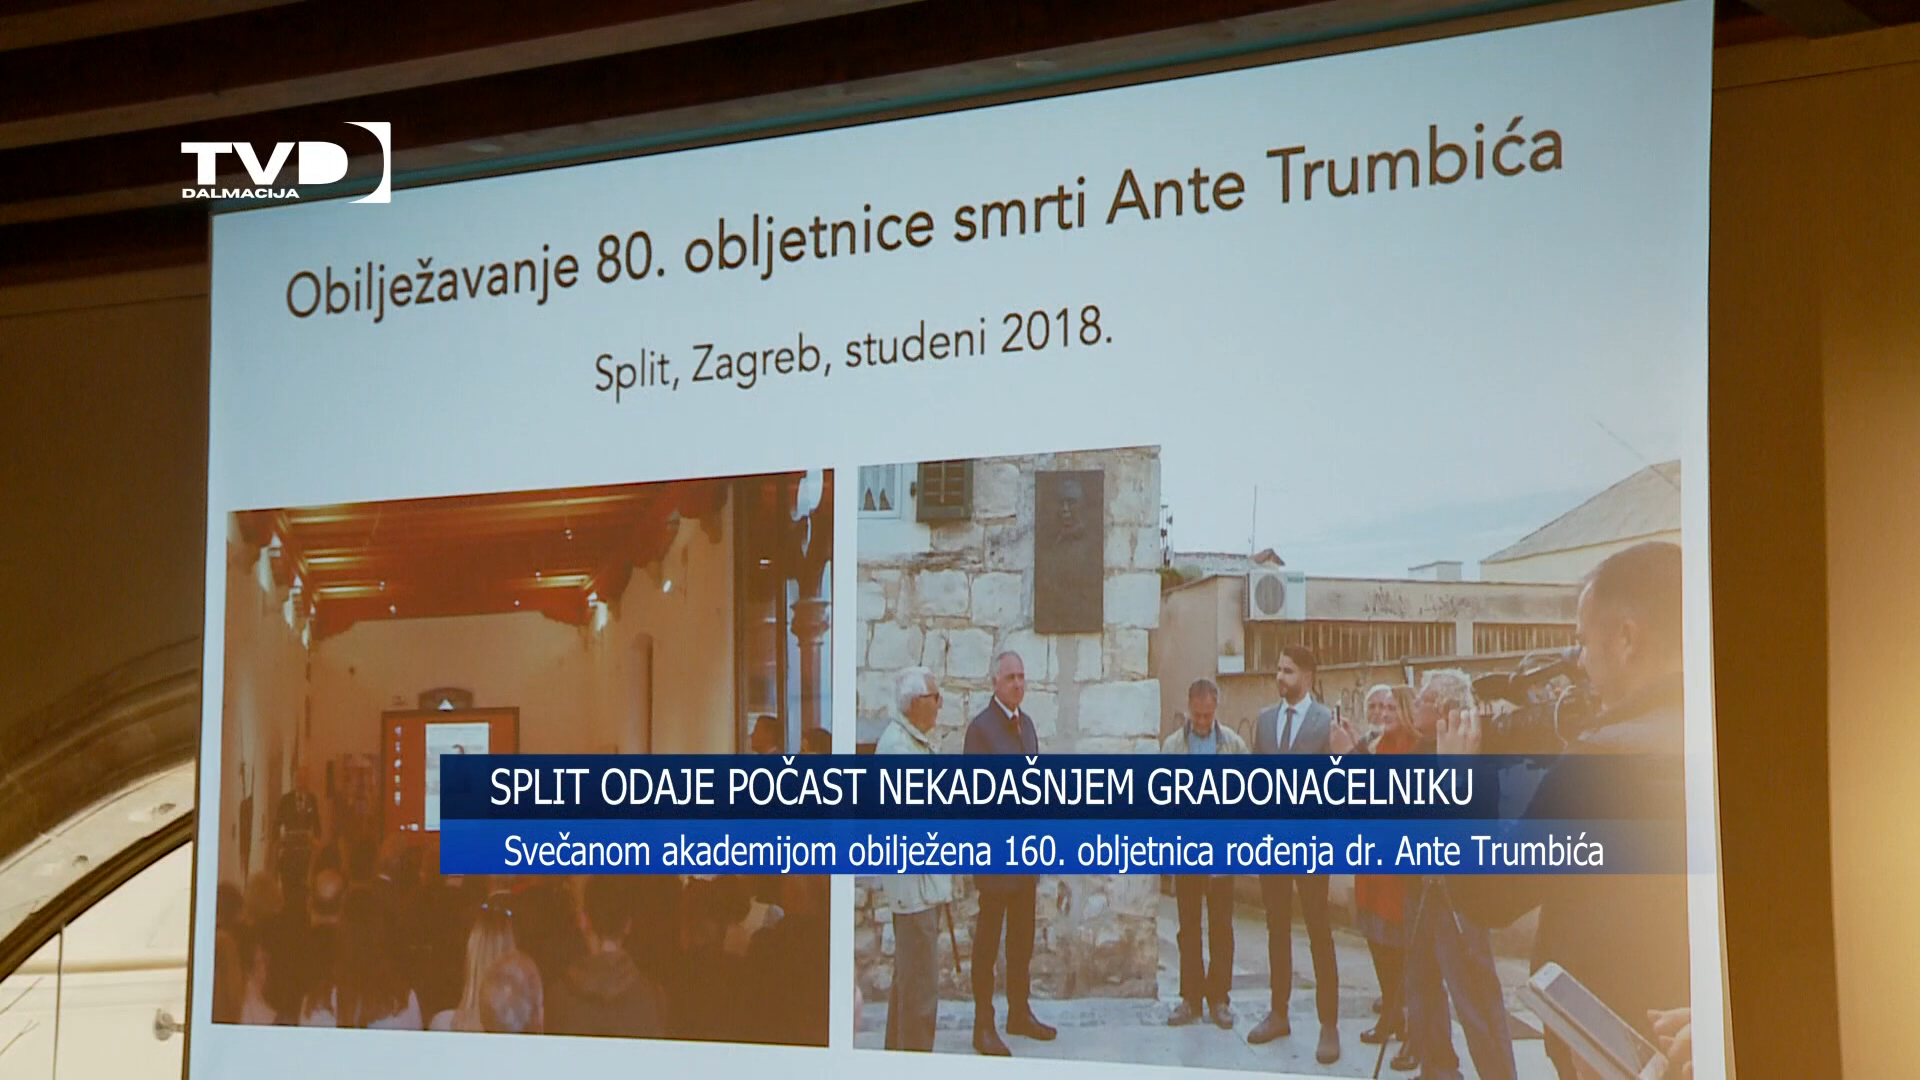 TVD
DALMACIJA
Obilježavanje 80. obljetnice smrti Ante Trumbića
Split, Zagreb, studeni 2018.
SPLIT ODAJE POČAST NEKADAŠNJEM GRADONAČELNIKU
Svečanom akademijom obilježena 160. obljetnica rođenja dr. Ante Trumbića